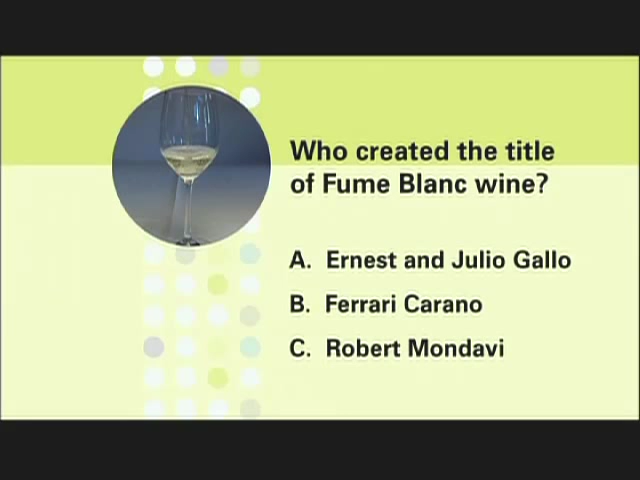 Who created the title
of Fume Blanc wine?
A. Ernest and Julio Gallo
B. Ferrari Carano
C. Robert Mondavi